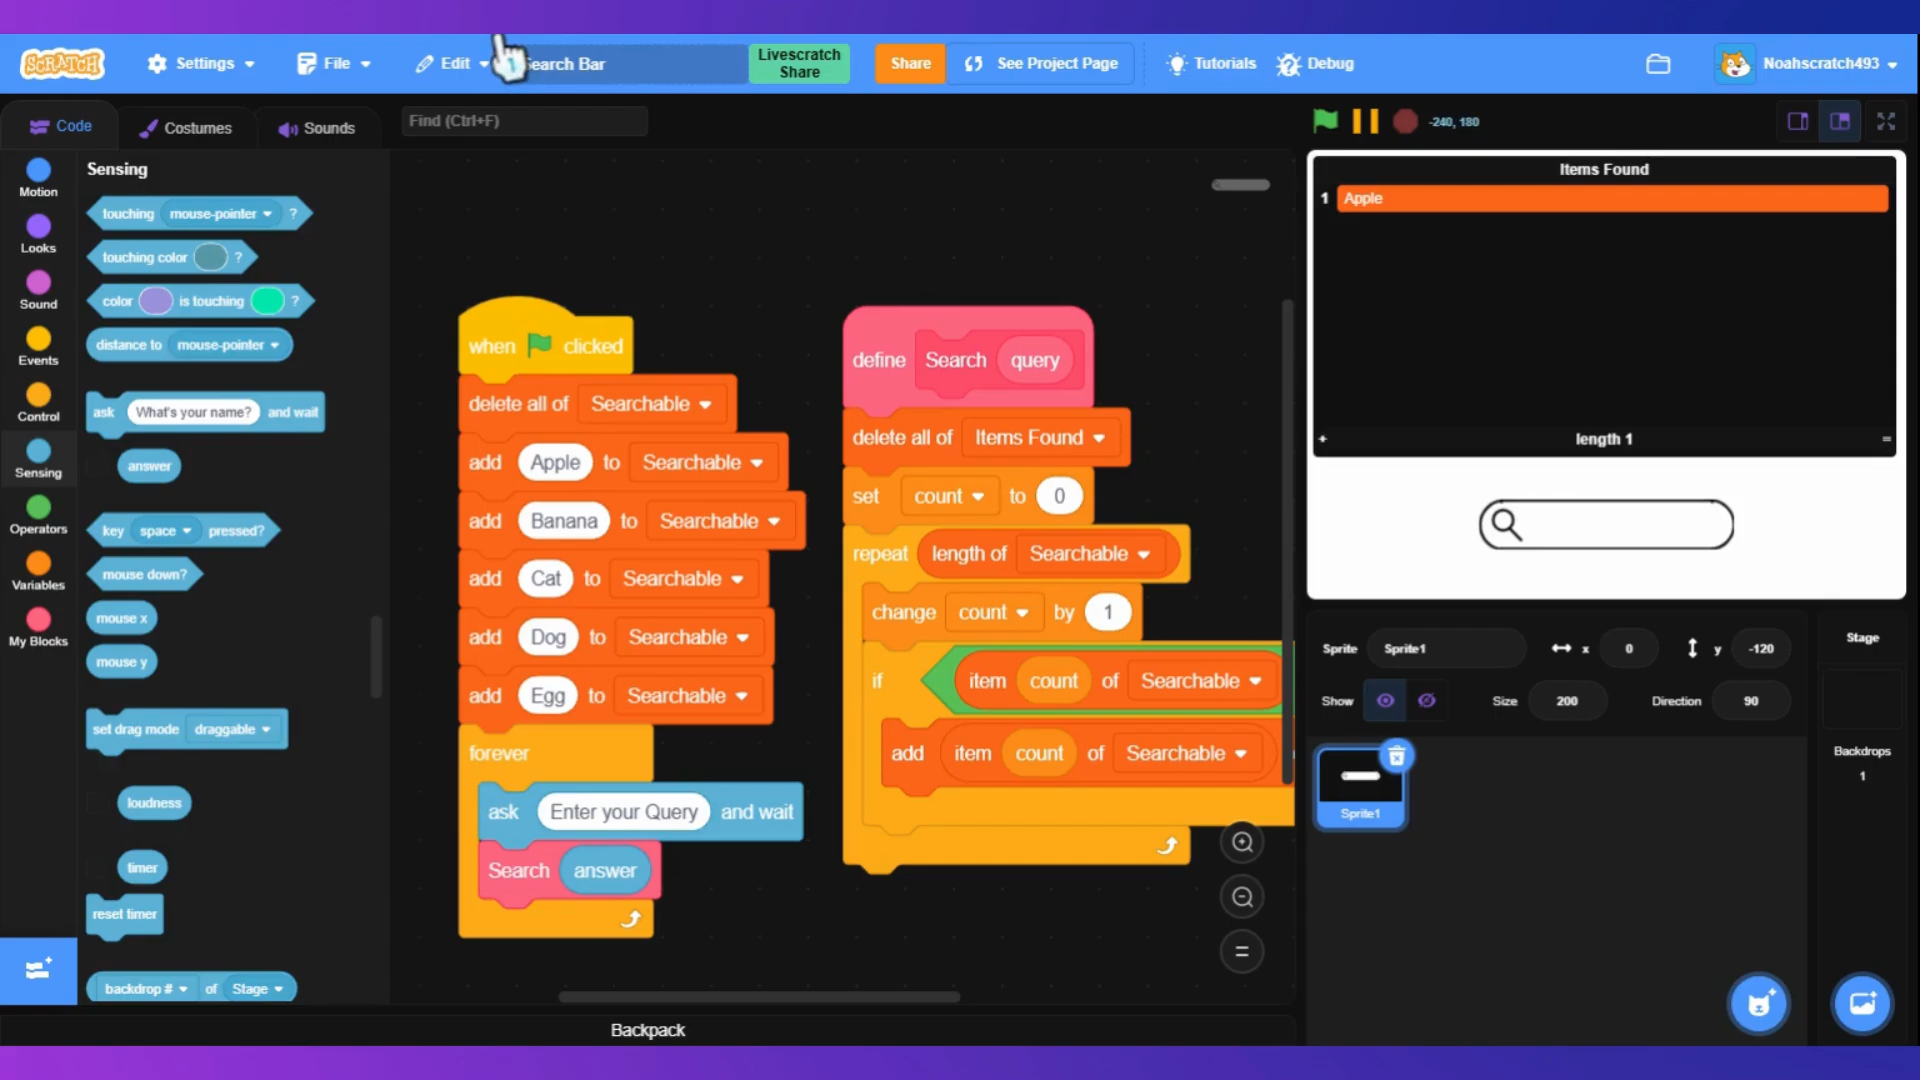 SCRATCH
Settings
File
Edit
earch Bar
Livescratch
Share
Share
See Project Page
Tutorials
Debug
Noahscratch493
Code
Costumes
Sounds
Find (Ctrl+F)
-240, 180
Motion
Looks
Sound
Events
Control
Sensing
Operators
Variables
My Blocks
Sensing
touching mouse-pointer ?
touching color ?
color is touching ?
distance to mouse-pointer
ask What's your name? and wait
answer
key space pressed?
mouse down?
mouse x
mouse y
set drag mode draggable
loudness
timer
reset timer
backdrop # of Stage
when clicked
delete all of Searchable
add Apple to Searchable
add Banana to Searchable
add Cat to Searchable
add Dog to Searchable
add Egg to Searchable
forever
ask Enter your Query and wait
Search answer
define Search query
delete all of Items Found
set count to 0
repeat length of Searchable
change count by 1
if item count of Searchable
add item count of Searchable
Items Found
1 Apple
+ length 1 =
Sprite Sprite1 x 0 y -120
Show Size 200 Direction 90
Sprite1
Stage
Backdrops
1
Backpack